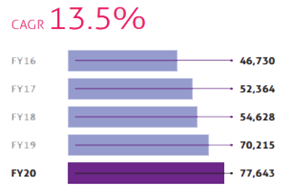 CAGR 13.5%
FY16 46,730
FY17 52,364
FY18 54,628
FY19 70,215
FY20 77,643